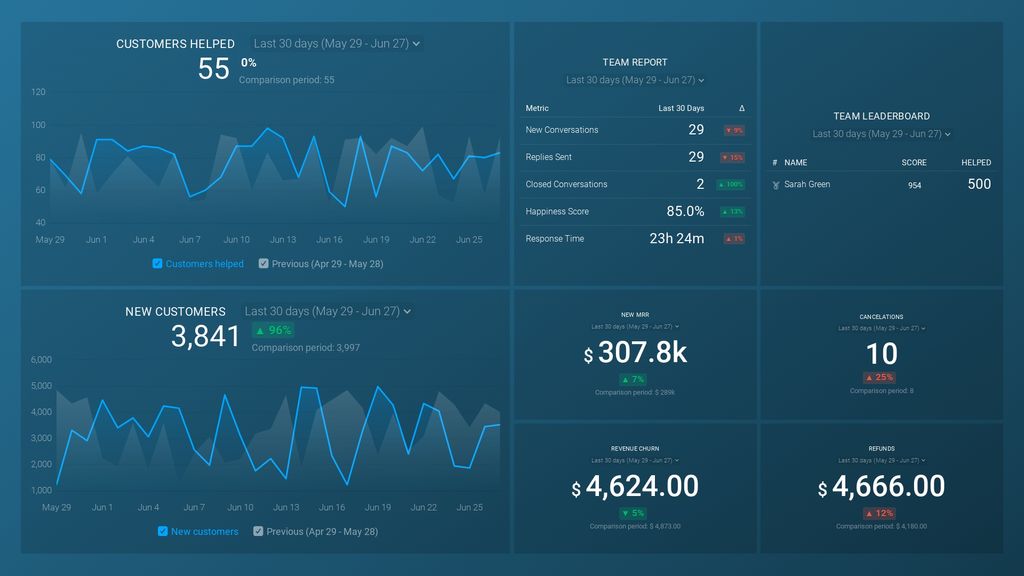 CUSTOMERS HELPED Last 30 days (May 29 - Jun 27)
55 0%
Comparison period: 55
120
100
80
60
40
May 29 Jun 1 Jun 4 Jun 7 Jun 10 Jun 13 Jun 16 Jun 19 Jun 22 Jun 25
Customers helped Previous (Apr 29 - May 28)
TEAM REPORT
Last 30 days (May 29 - Jun 27)
Metric Last 30 Days Δ
New Conversations 29 ▼ 9%
Replies Sent 29 ▼ 15%
Closed Conversations 2 ▲ 100%
Happiness Score 85.0% ▲ 13%
Response Time 23h 24m ▲ 1%
TEAM LEADERBOARD
Last 30 days (May 29 - Jun 27)
# NAME SCORE HELPED
Sarah Green 954 500
NEW CUSTOMERS Last 30 days (May 29 - Jun 27)
3,841 ▲ 96%
Comparison period: 3,997
6,000
5,000
4,000
3,000
2,000
1,000
May 29 Jun 1 Jun 4 Jun 7 Jun 10 Jun 13 Jun 16 Jun 19 Jun 22 Jun 25
New customers Previous (Apr 29 - May 28)
NEW MRR
Last 30 days (May 29 - Jun 27)
$ 307.8k
▲ 7%
Comparison period: $ 289k
CANCELATIONS
Last 30 days (May 29 - Jun 27)
10
▲ 25%
Comparison period: 8
REVENUE CHURN
Last 30 days (May 29 - Jun 27)
$ 4,624.00
▼ 5%
Comparison period: $ 4,873.00
REFUNDS
Last 30 days (May 29 - Jun 27)
$ 4,666.00
▲ 12%
Comparison period: $ 4,180.00